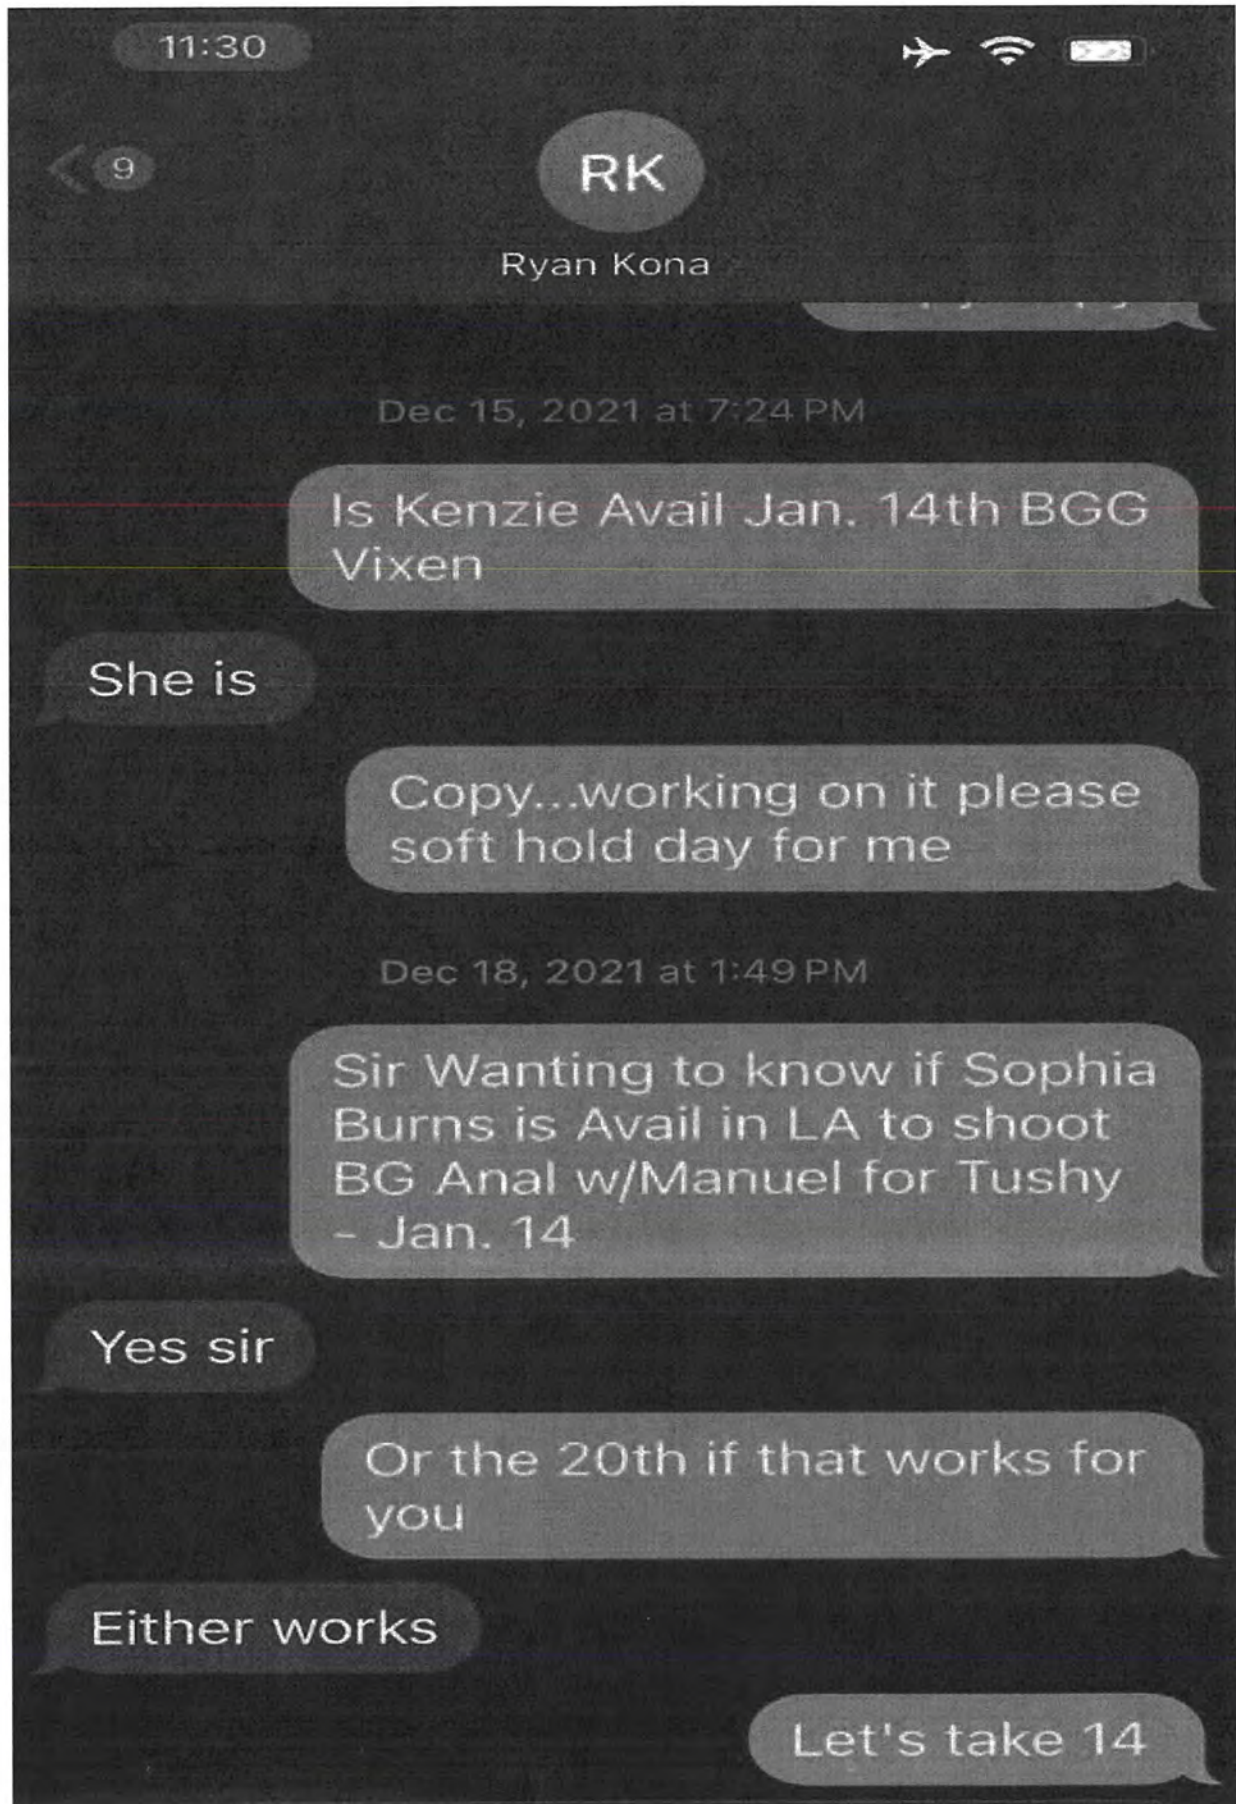 11:30
9
RK
Ryan Kona
Dec 15, 2021 at 7:24 PM
Is Kenzie Avail Jan. 14th BGG
Vixen
She is
Copy...working on it please
soft hold day for me
Dec 18, 2021 at 1:49 PM
Sir Wanting to know if Sophia
Burns is Avail in LA to shoot
BG Anal w/Manuel for Tushy
- Jan. 14
Yes sir
Or the 20th if that works for
you
Either works
Let's take 14